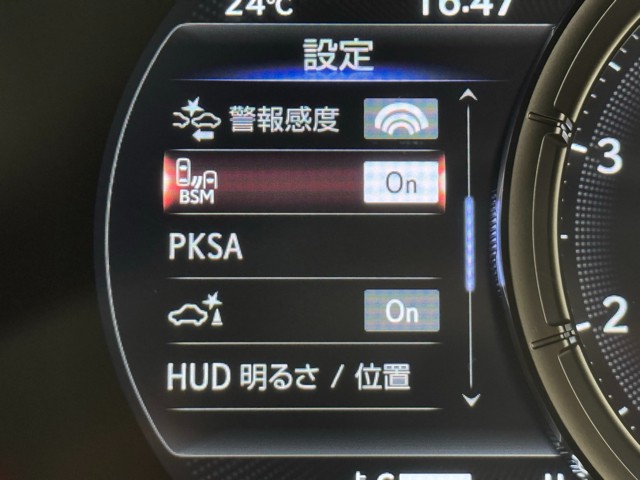 24℃ 16:47
設定
警報感度
BSM On
PKSA
On
HUD 明るさ / 位置
3
2